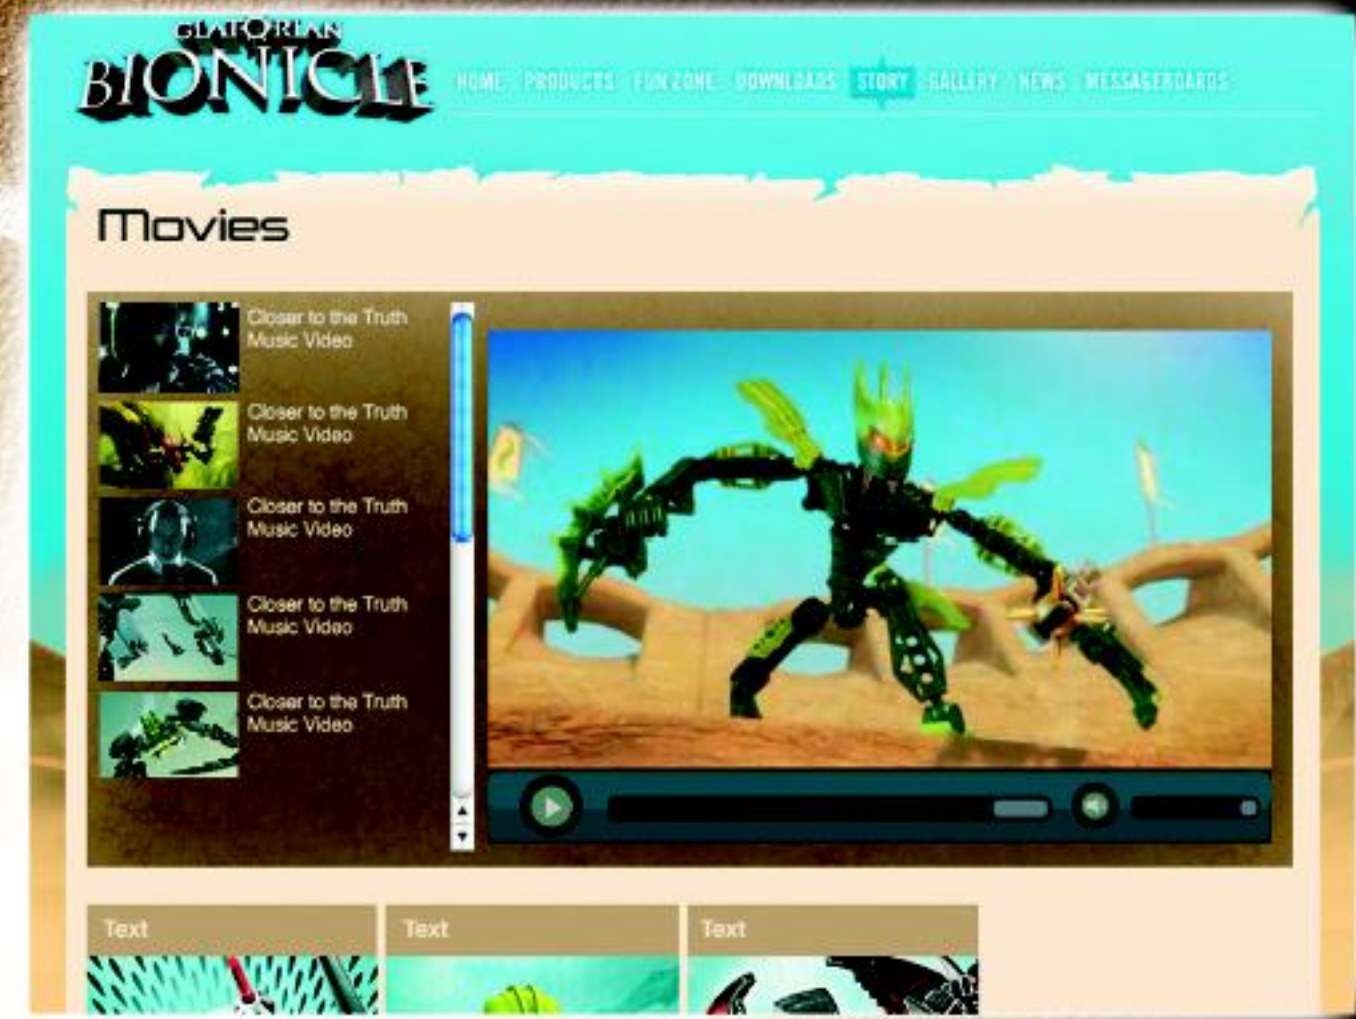 GLATORIAN
BIONICLE
HOME PRODUCTS FUN ZONE DOWNLOADS STORY GALLERY NEWS MESSAGEBOARDS
Movies
Closer to the Truth
Music Video
Closer to the Truth
Music Video
Closer to the Truth
Music Video
Closer to the Truth
Music Video
Closer to the Truth
Music Video
Text Text Text